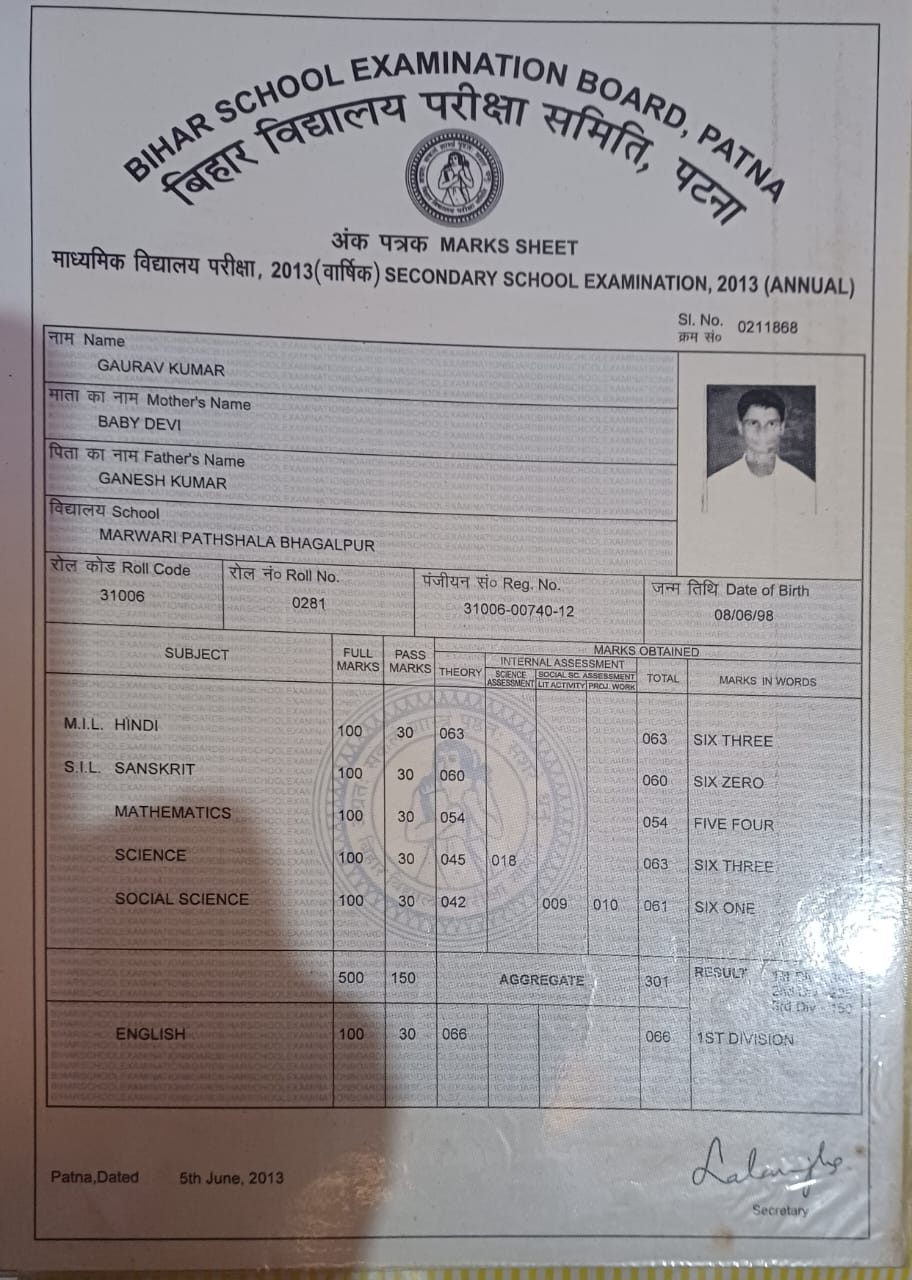 BIHAR SCHOOL EXAMINATION BOARD, PATNA
बिहार विद्यालय परीक्षा समिति, पटना
अंक पत्रक MARKS SHEET
माध्यमिक विद्यालय परीक्षा, 2013(वार्षिक) SECONDARY SCHOOL EXAMINATION, 2013 (ANNUAL)
Sl. No. 0211868
क्रम सं०
नाम Name
GAURAV KUMAR
माता का नाम Mother's Name
BABY DEVI
पिता का नाम Father's Name
GANESH KUMAR
विद्यालय School
MARWARI PATHSHALA BHAGALPUR
रोल कोड Roll Code रोल नं० Roll No. पंजीयन सं० Reg. No. जन्म तिथि Date of Birth
31006 0281 31006-00740-12 08/06/98
SUBJECT FULL MARKS PASS MARKS MARKS OBTAINED
THEORY INTERNAL ASSESSMENT TOTAL MARKS IN WORDS
SCIENCE ASSESSMENT SOCIAL SC. ASSESSMENT
LIT ACTIVITY PROJ. WORK
M.I.L. HINDI 100 30 063 063 SIX THREE
S.I.L. SANSKRIT 100 30 060 060 SIX ZERO
MATHEMATICS 100 30 054 054 FIVE FOUR
SCIENCE 100 30 045 018 063 SIX THREE
SOCIAL SCIENCE 100 30 042 009 010 061 SIX ONE
500 150 AGGREGATE 301 RESULT
2nd Div
3rd Div - 150
ENGLISH 100 30 066 066 1ST DIVISION
Patna,Dated 5th June, 2013
Secretary